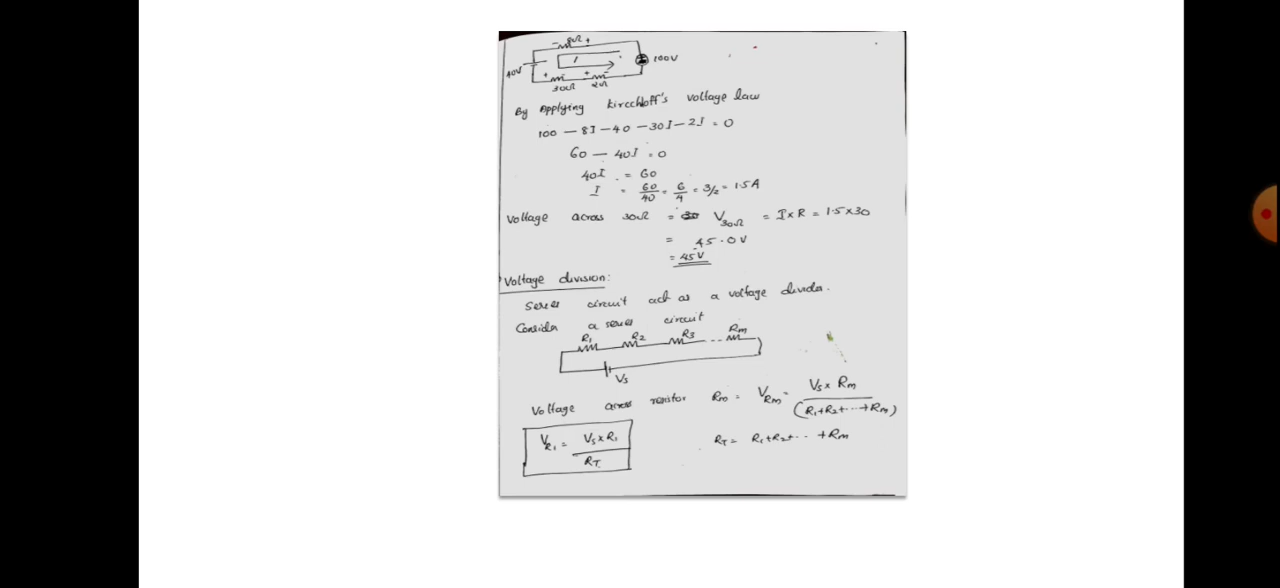 - 8Ω +
40V
I
100V
+ -
+ -
30Ω 2Ω
By applying kircchloff's voltage law
100 - 8I - 40 - 30I - 2I = 0
60 - 40I = 0
40I = 60
I = 60/40 = 6/4 = 3/2 = 1.5A
Voltage across 30Ω = V30Ω = I×R = 1.5×30
= 45.0V
= 45V
Voltage division:
Series circuit act as a voltage divider.
Consider a series circuit
R1 R2 R3 ... Rm
Vs
Voltage across resistor Rm = VRm = Vs × Rm / (R1+R2+...+Rm)
VR1 = Vs × R1 / RT
RT = R1+R2+... +Rm